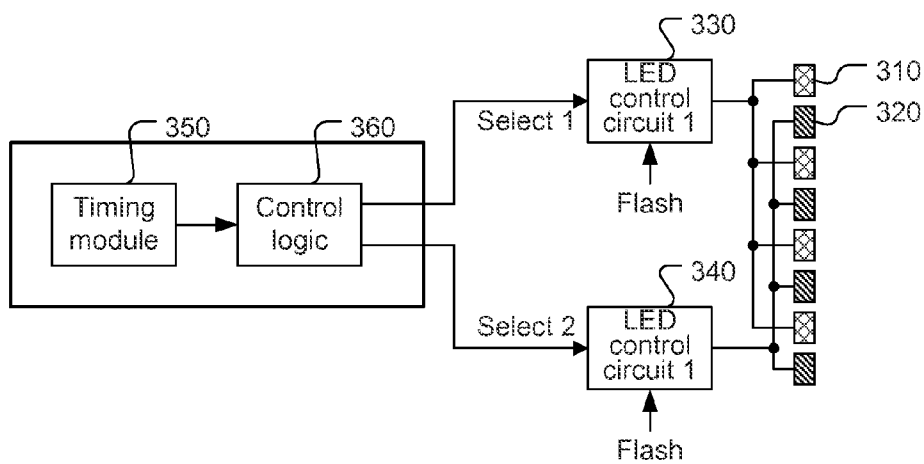 330
LED
control
circuit 1
310
320
Select 1
350
360
Timing
module
Control
logic
Flash
340
Select 2
LED
control
circuit 1
Flash